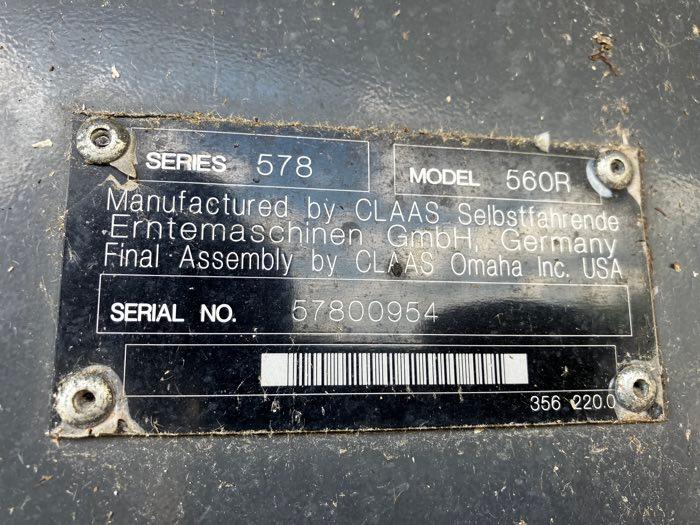 SERIES 578 MODEL 560R
Manufactured by CLAAS Selbstfahrende
Erntemaschinen GmbH, Germany
Final Assembly by CLAAS Omaha Inc. USA
SERIAL NO. 57800954
356 220.0